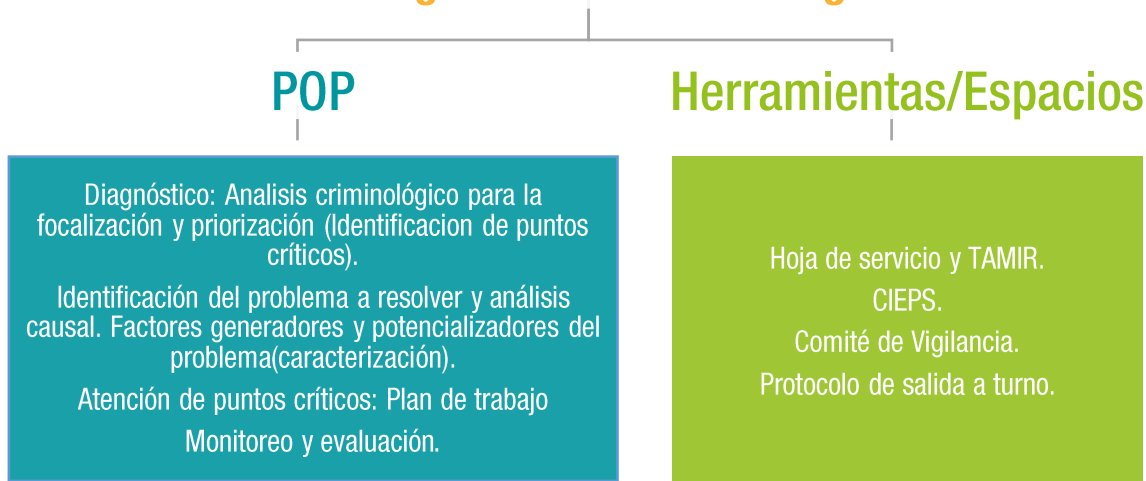 POP
Herramientas/Espacios
Diagnóstico: Analisis criminológico para la
focalización y priorización (Identificacion de puntos
críticos).
Identificación del problema a resolver y análisis
causal. Factores generadores y potencializadores del
problema(caracterización).
Atención de puntos críticos: Plan de trabajo
Monitoreo y evaluación.
Hoja de servicio y TAMIR.
CIEPS.
Comité de Vigilancia.
Protocolo de salida a turno.